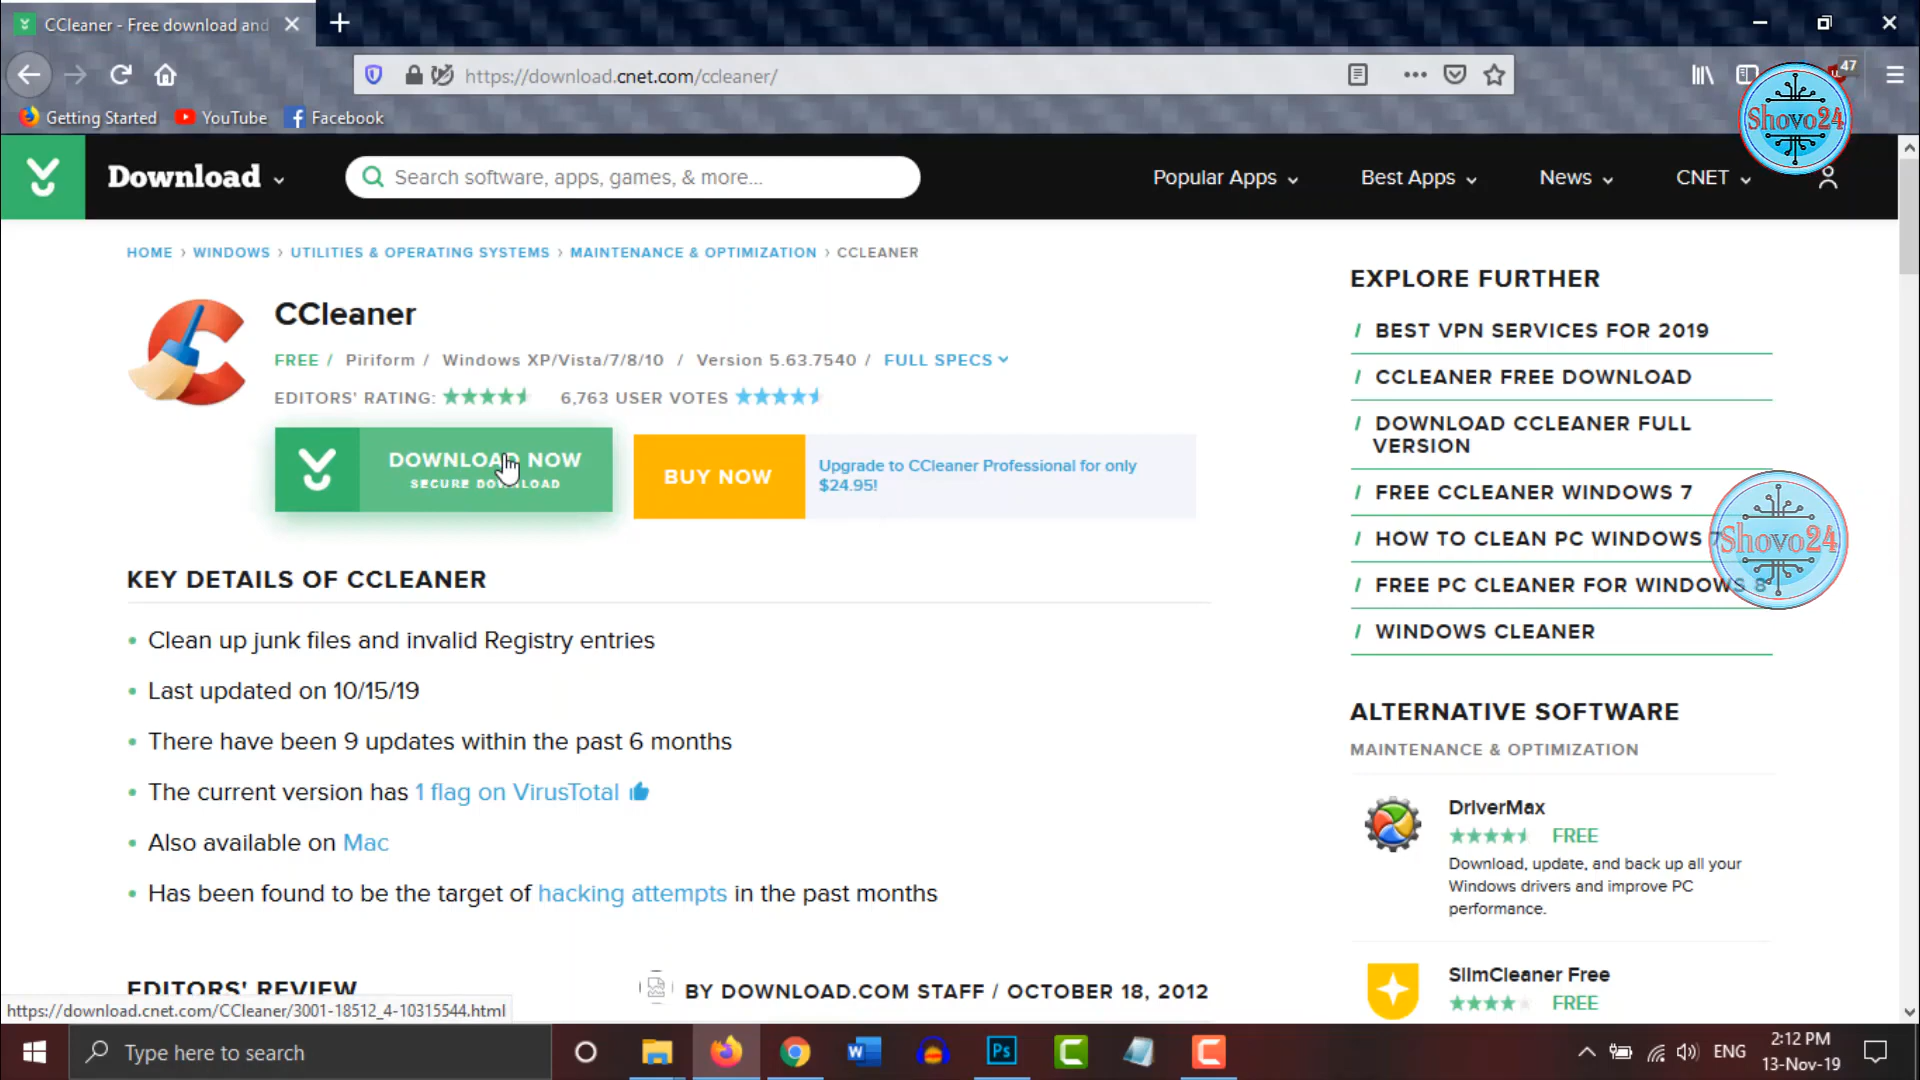 CCleaner - Free download and
https://download.cnet.com/ccleaner/
47
Getting Started
YouTube
Facebook
Shovo24
Download
Search software, apps, games, & more...
Popular Apps
Best Apps
News
CNET
HOME › WINDOWS › UTILITIES & OPERATING SYSTEMS › MAINTENANCE & OPTIMIZATION › CCLEANER
CCleaner
FREE / Piriform / Windows XP/Vista/7/8/10 / Version 5.63.7540 / FULL SPECS
EDITORS' RATING:
6,763 USER VOTES
DOWNLOAD NOW
SECURE DOWNLOAD
BUY NOW
Upgrade to CCleaner Professional for only
$24.95!
KEY DETAILS OF CCLEANER
• Clean up junk files and invalid Registry entries
• Last updated on 10/15/19
• There have been 9 updates within the past 6 months
• The current version has 1 flag on VirusTotal
• Also available on Mac
• Has been found to be the target of hacking attempts in the past months
EDITORS' REVIEW
BY DOWNLOAD.COM STAFF / OCTOBER 18, 2012
EXPLORE FURTHER
/ BEST VPN SERVICES FOR 2019
/ CCLEANER FREE DOWNLOAD
/ DOWNLOAD CCLEANER FULL
VERSION
/ FREE CCLEANER WINDOWS 7
/ HOW TO CLEAN PC WINDOWS 7
/ FREE PC CLEANER FOR WINDOWS 8
/ WINDOWS CLEANER
Shovo24
ALTERNATIVE SOFTWARE
MAINTENANCE & OPTIMIZATION
DriverMax
FREE
Download, update, and back up all your
Windows drivers and improve PC
performance.
SlimCleaner Free
FREE
https://download.cnet.com/CCleaner/3001-18512_4-10315544.html
Type here to search
W
Ps
ENG
2:12 PM
13-Nov-19